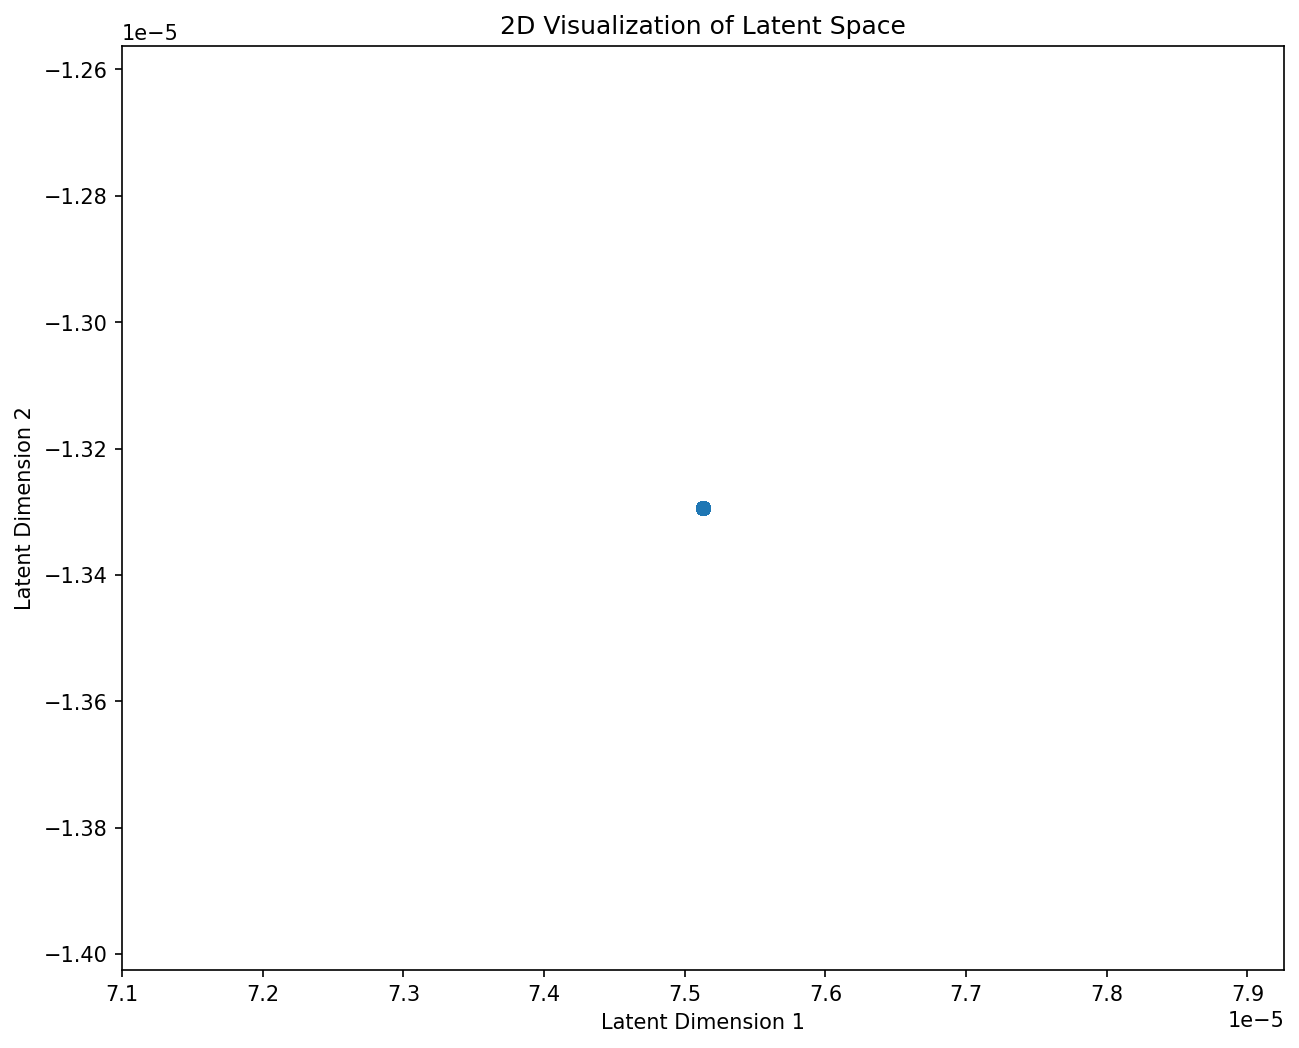 2D Visualization of Latent Space
1e−5
−1.26
−1.28
−1.30
−1.32
−1.34
−1.36
−1.38
−1.40
Latent Dimension 2
7.1 7.2 7.3 7.4 7.5 7.6 7.7 7.8 7.9
1e−5
Latent Dimension 1